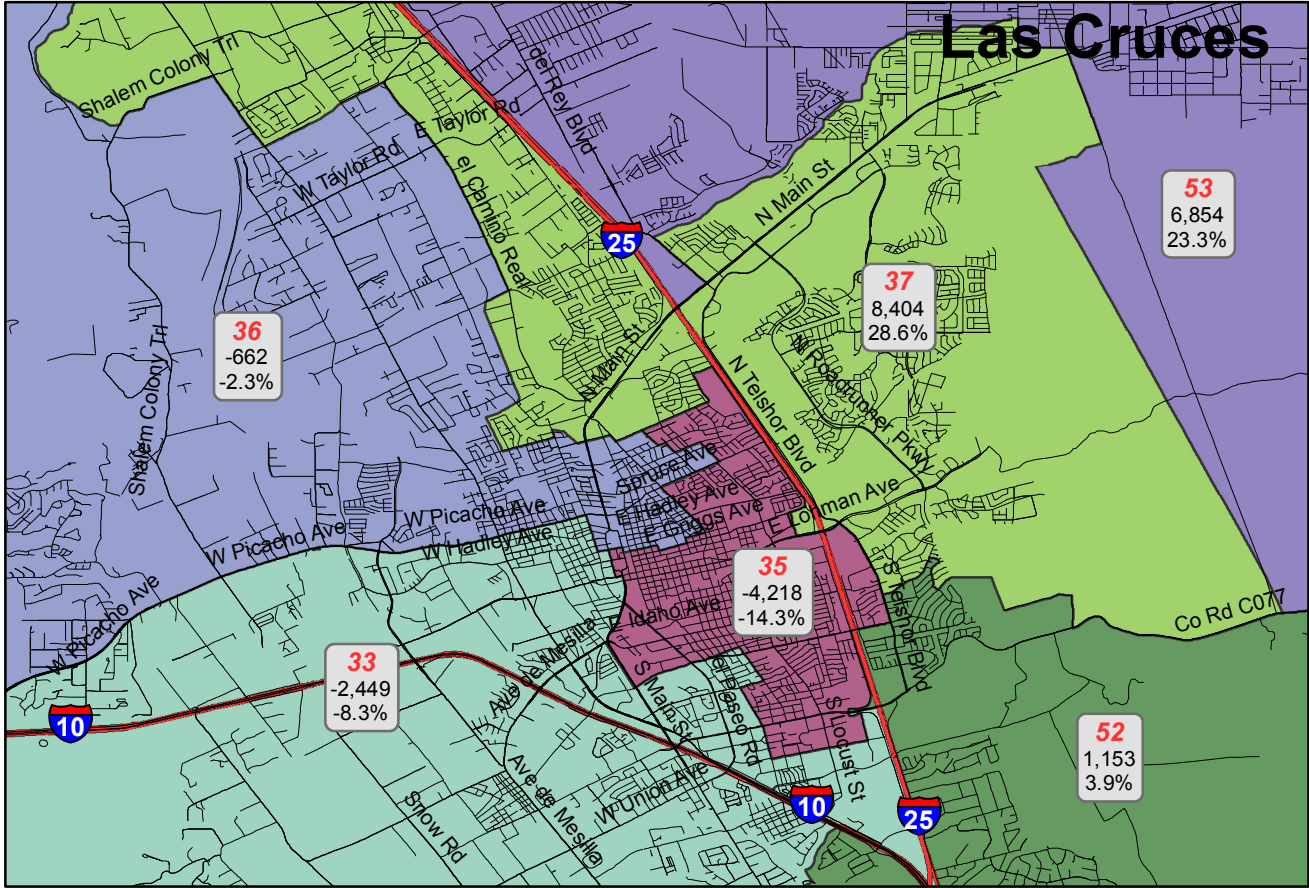 Las Cruces
Shalem Colony Trl
del Rey Blvd
E Taylor Rd
W Taylor Rd
el Camino Real
N Main St
53
6,854
23.3%
25
37
8,404
28.6%
36
-662
-2.3%
Shalem Colony Trl
N Main St
N Roadrunner Pkwy
N Telshor Blvd
Spruce Ave
E Hadley Ave
E Griggs Ave
E Lohman Ave
W Picacho Ave
W Picacho Ave
W Hadley Ave
35
-4,218
-14.3%
S Telshor Blvd
E Idaho Ave
Co Rd C077
W Picacho Ave
33
-2,449
-8.3%
Ave de Mesilla
S Main St
el Paseo Rd
S Locust St
10
52
1,153
3.9%
Ave de Mesilla
W Union Ave
Snow Rd
10
25